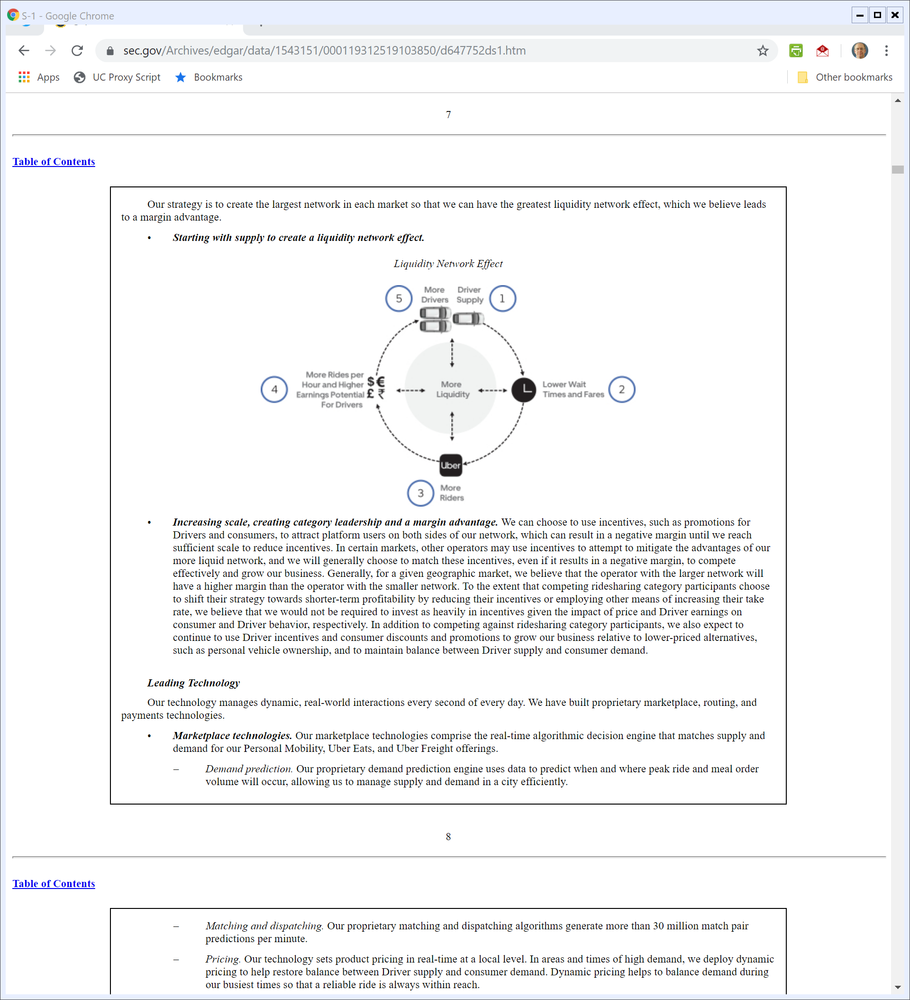 S-1 - Google Chrome
sec.gov/Archives/edgar/data/1543151/000119312519103850/d647752ds1.htm
Apps
UC Proxy Script
Bookmarks
Other bookmarks
7
Table of Contents
Our strategy is to create the largest network in each market so that we can have the greatest liquidity network effect, which we believe leads
to a margin advantage.
• Starting with supply to create a liquidity network effect.
Liquidity Network Effect
5
More
Drivers
Driver
Supply
1
More Rides per
Hour and Higher
Earnings Potential
For Drivers
4
$ €
£ ₹
More
Liquidity
Lower Wait
Times and Fares
2
Uber
3
More
Riders
• Increasing scale, creating category leadership and a margin advantage. We can choose to use incentives, such as promotions for
Drivers and consumers, to attract platform users on both sides of our network, which can result in a negative margin until we reach
sufficient scale to reduce incentives. In certain markets, other operators may use incentives to attempt to mitigate the advantages of our
more liquid network, and we will generally choose to match these incentives, even if it results in a negative margin, to compete
effectively and grow our business. Generally, for a given geographic market, we believe that the operator with the larger network will
have a higher margin than the operator with the smaller network. To the extent that competing ridesharing category participants choose
to shift their strategy towards shorter-term profitability by reducing their incentives or employing other means of increasing their take
rate, we believe that we would not be required to invest as heavily in incentives given the impact of price and Driver earnings on
consumer and Driver behavior, respectively. In addition to competing against ridesharing category participants, we also expect to
continue to use Driver incentives and consumer discounts and promotions to grow our business relative to lower-priced alternatives,
such as personal vehicle ownership, and to maintain balance between Driver supply and consumer demand.
Leading Technology
Our technology manages dynamic, real-world interactions every second of every day. We have built proprietary marketplace, routing, and
payments technologies.
• Marketplace technologies. Our marketplace technologies comprise the real-time algorithmic decision engine that matches supply and
demand for our Personal Mobility, Uber Eats, and Uber Freight offerings.
– Demand prediction. Our proprietary demand prediction engine uses data to predict when and where peak ride and meal order
volume will occur, allowing us to manage supply and demand in a city efficiently.
8
Table of Contents
– Matching and dispatching. Our proprietary matching and dispatching algorithms generate more than 30 million match pair
predictions per minute.
– Pricing. Our technology sets product pricing in real-time at a local level. In areas and times of high demand, we deploy dynamic
pricing to help restore balance between Driver supply and consumer demand. Dynamic pricing helps to balance demand during
our busiest times so that a reliable ride is always within reach.